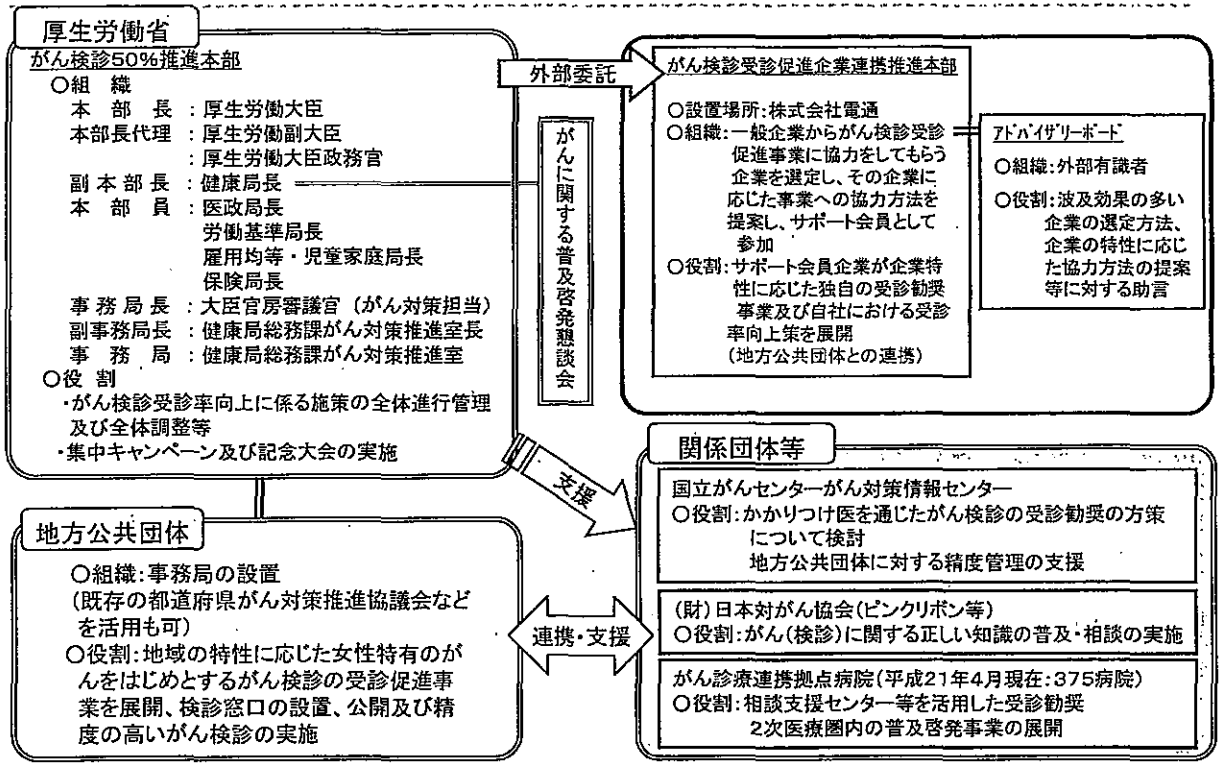 厚生労働省
がん検診50%推進本部
○組 織
本 部 長 :厚生労働大臣
本部長代理 :厚生労働副大臣
:厚生労働大臣政務官
副本部長 :健康局長
本 部 員 :医政局長
労働基準局長
雇用均等・児童家庭局長
保険局長
事務局長 :大臣官房審議官(がん対策担当)
副事務局長 :健康局総務課がん対策推進室長
事 務 局 :健康局総務課がん対策推進室
○役 割
・がん検診受診率向上に係る施策の全体進行管理
及び全体調整等
・集中キャンペーン及び記念大会の実施
外部委託
がんに関する普及啓発懇談会
がん検診受診促進企業連携推進本部
○設置場所:株式会社電通
○組織:一般企業からがん検診受診
促進事業に協力をしてもらう
企業を選定し、その企業に
応じた事業への協力方法を
提案し、サポート会員として
参加
○役割:サポート会員企業が企業特
性に応じた独自の受診勧奨
事業及び自社における受診
率向上策を展開
(地方公共団体との連携)
アドバイザリーボード
○組織:外部有識者
○役割:波及効果の多い
企業の選定方法、
企業の特性に応じ
た協力方法の提案
等に対する助言
支援
地方公共団体
○組織:事務局の設置
(既存の都道府県がん対策推進協議会など
を活用も可)
○役割:地域の特性に応じた女性特有のが
んをはじめとするがん検診の受診促進事
業を展開、検診窓口の設置、公開及び精
度の高いがん検診の実施
連携・支援
関係団体等
国立がんセンターがん対策情報センター
○役割:かかりつけ医を通じたがん検診の受診勧奨の方策
について検討
地方公共団体に対する精度管理の支援
(財)日本対がん協会(ピンクリボン等)
○役割:がん(検診)に関する正しい知識の普及・相談の実施
がん診療連携拠点病院(平成21年4月現在:375病院)
○役割:相談支援センター等を活用した受診勧奨
2次医療圏内の普及啓発事業の展開